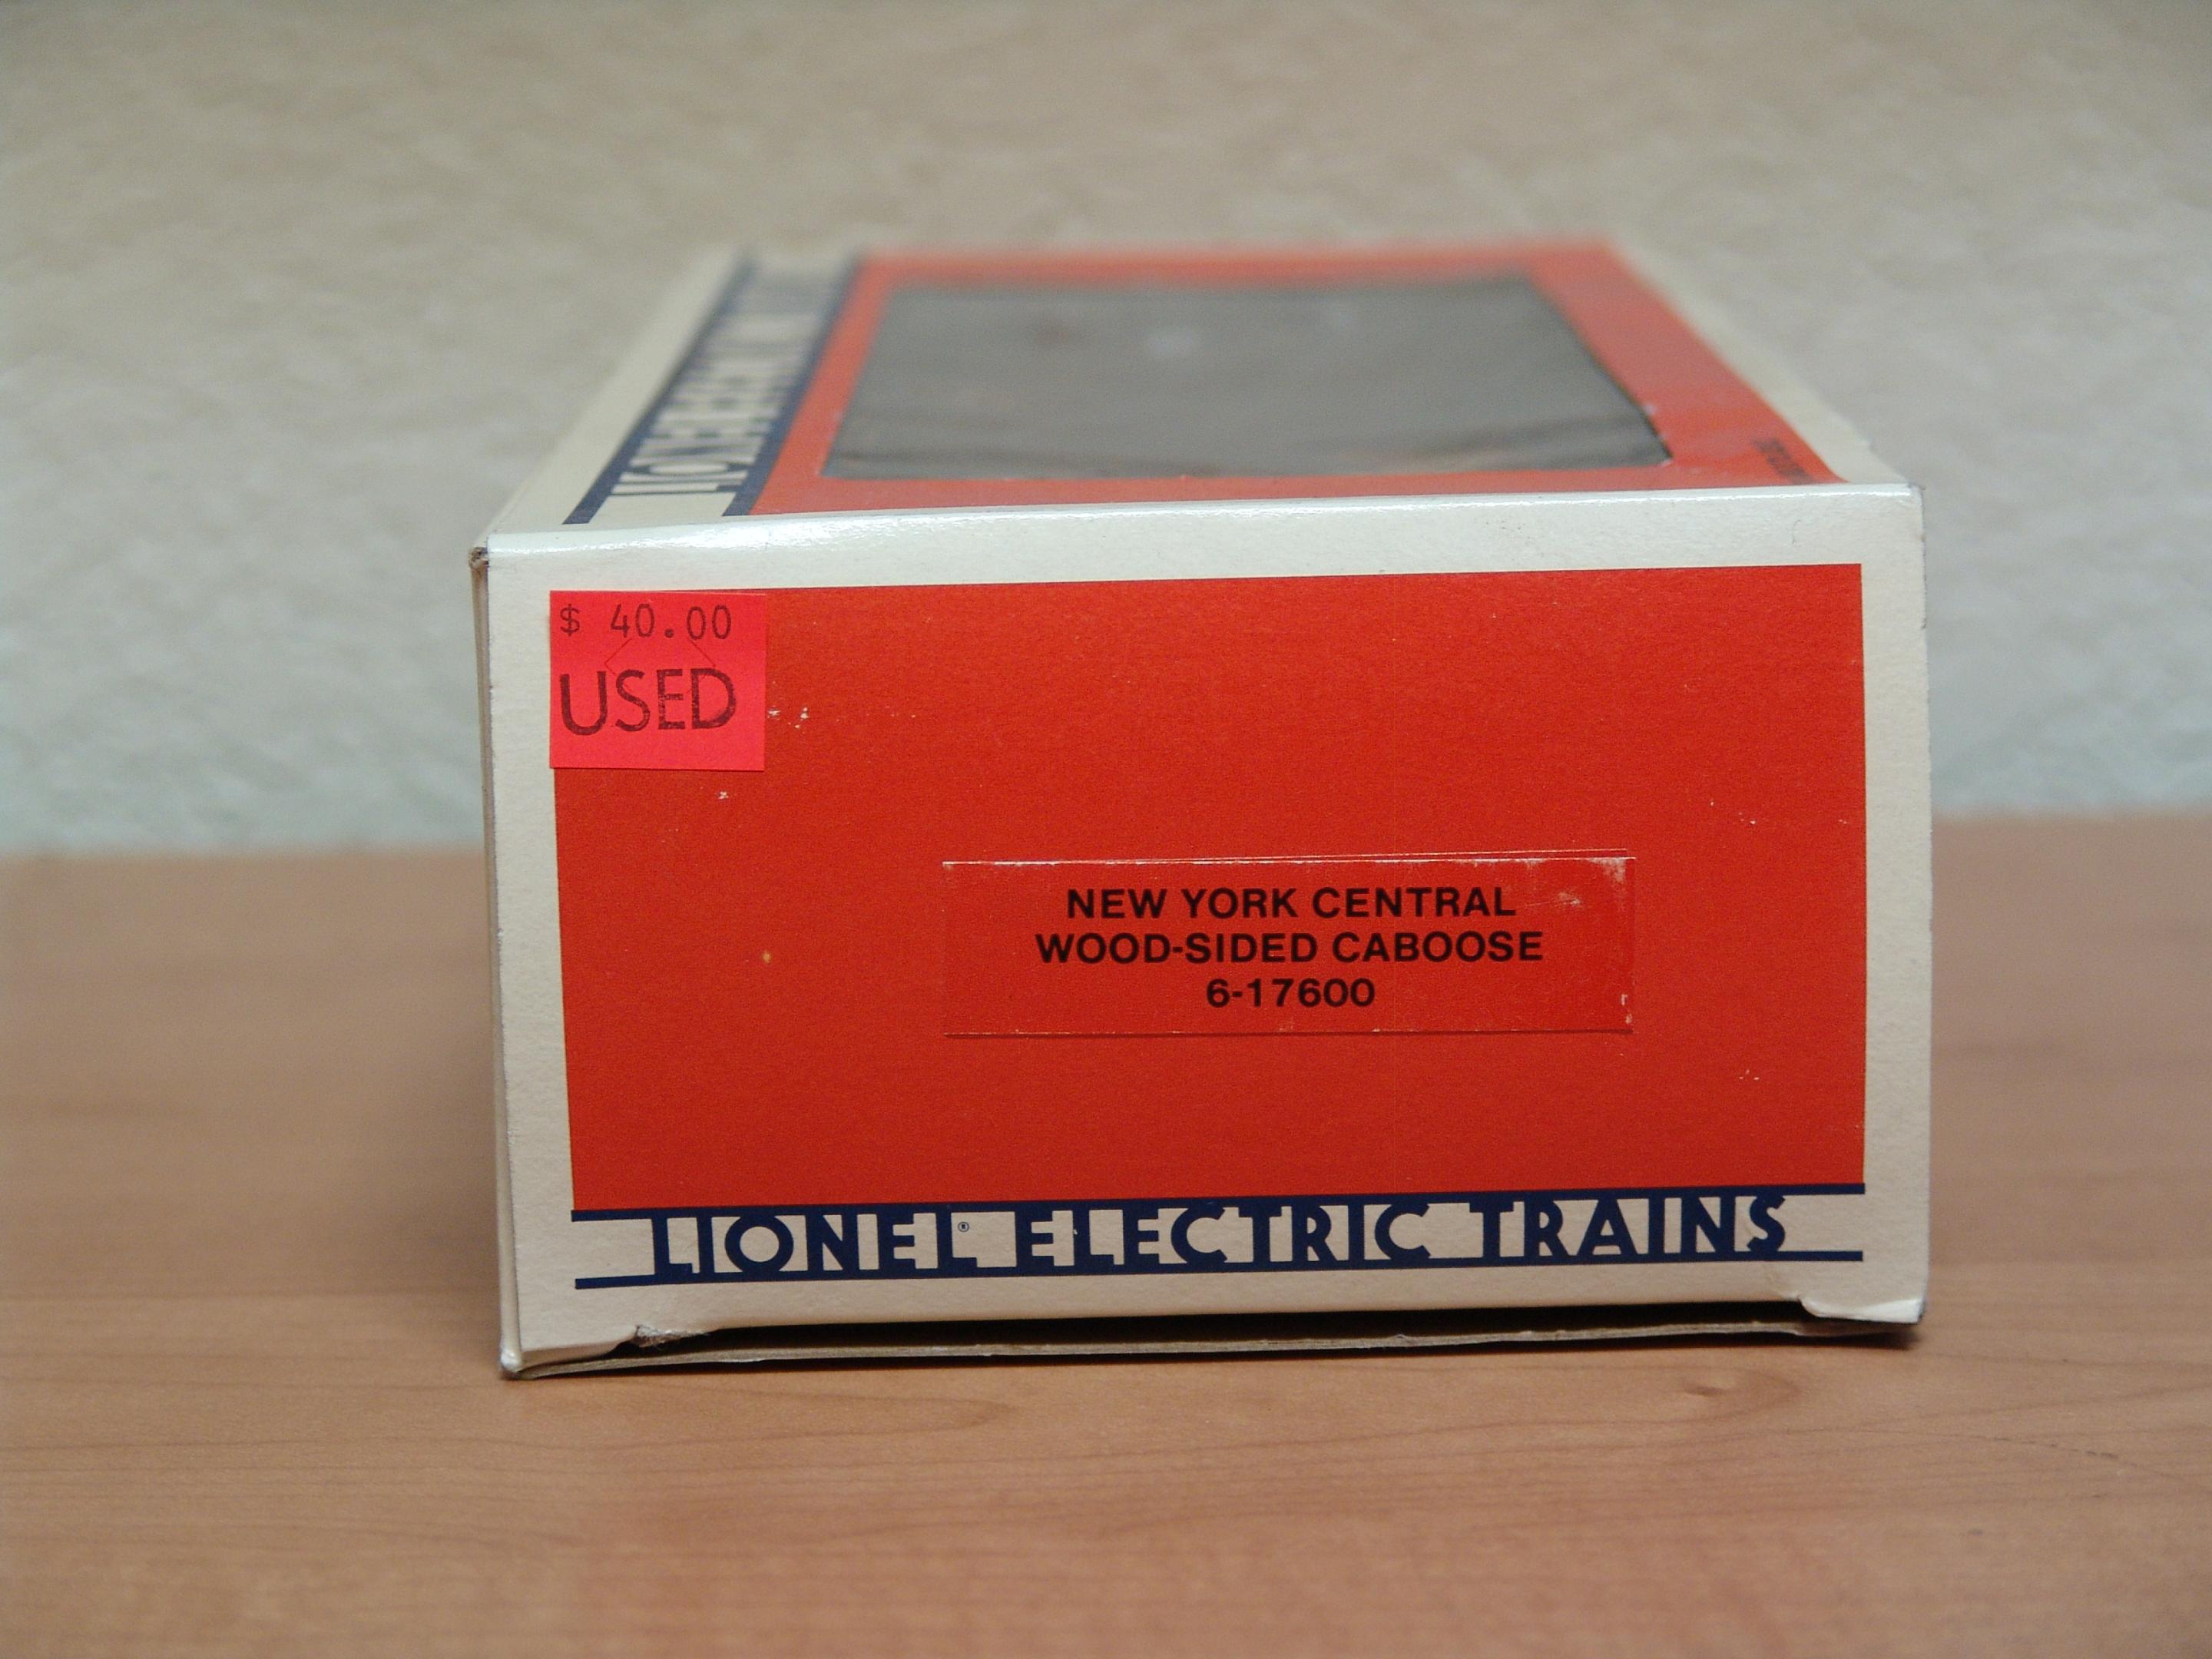 $ 40.00
USED
NEW YORK CENTRAL
WOOD-SIDED CABOOSE
6-17600
LIONEL® ELECTRIC TRAINS